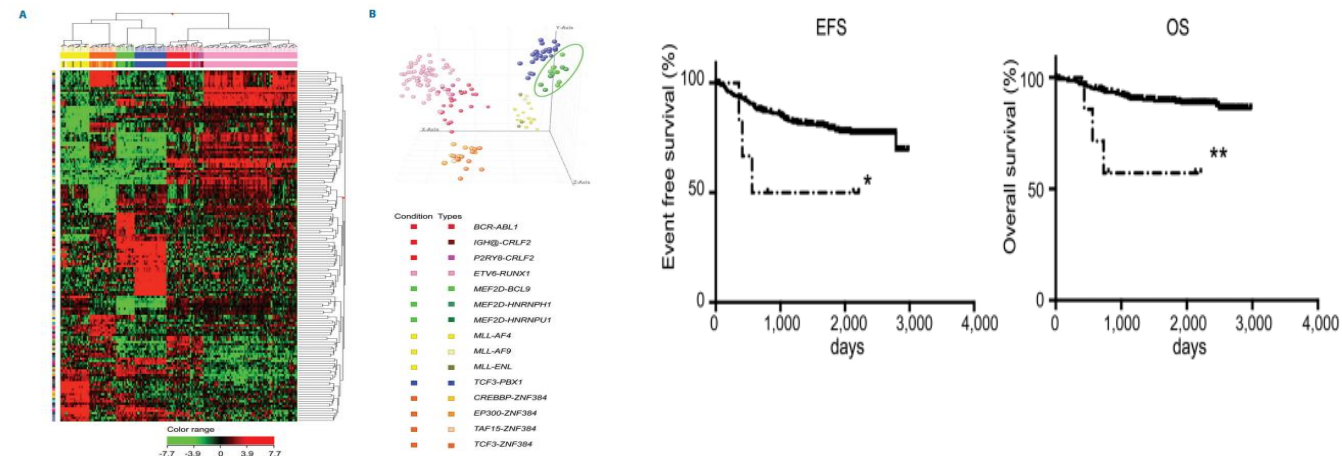 A
B
Color range
-7.7 -3.9 0 3.9 7.7
Y-Axis
X-Axis
Z-Axis
Condition Types
BCR-ABL1
IGH@-CRLF2
P2RY8-CRLF2
ETV6-RUNX1
MEF2D-BCL9
MEF2D-HNRNPH1
MEF2D-HNRNPU1
MLL-AF4
MLL-AF9
MLL-ENL
TCF3-PBX1
CREBBP-ZNF384
EP300-ZNF384
TAF15-ZNF384
TCF3-ZNF384
EFS
Event free survival (%)
100
50
0
*
0 1,000 2,000 3,000 4,000
days
OS
Overall survival (%)
100
50
0
**
0 1,000 2,000 3,000 4,000
days